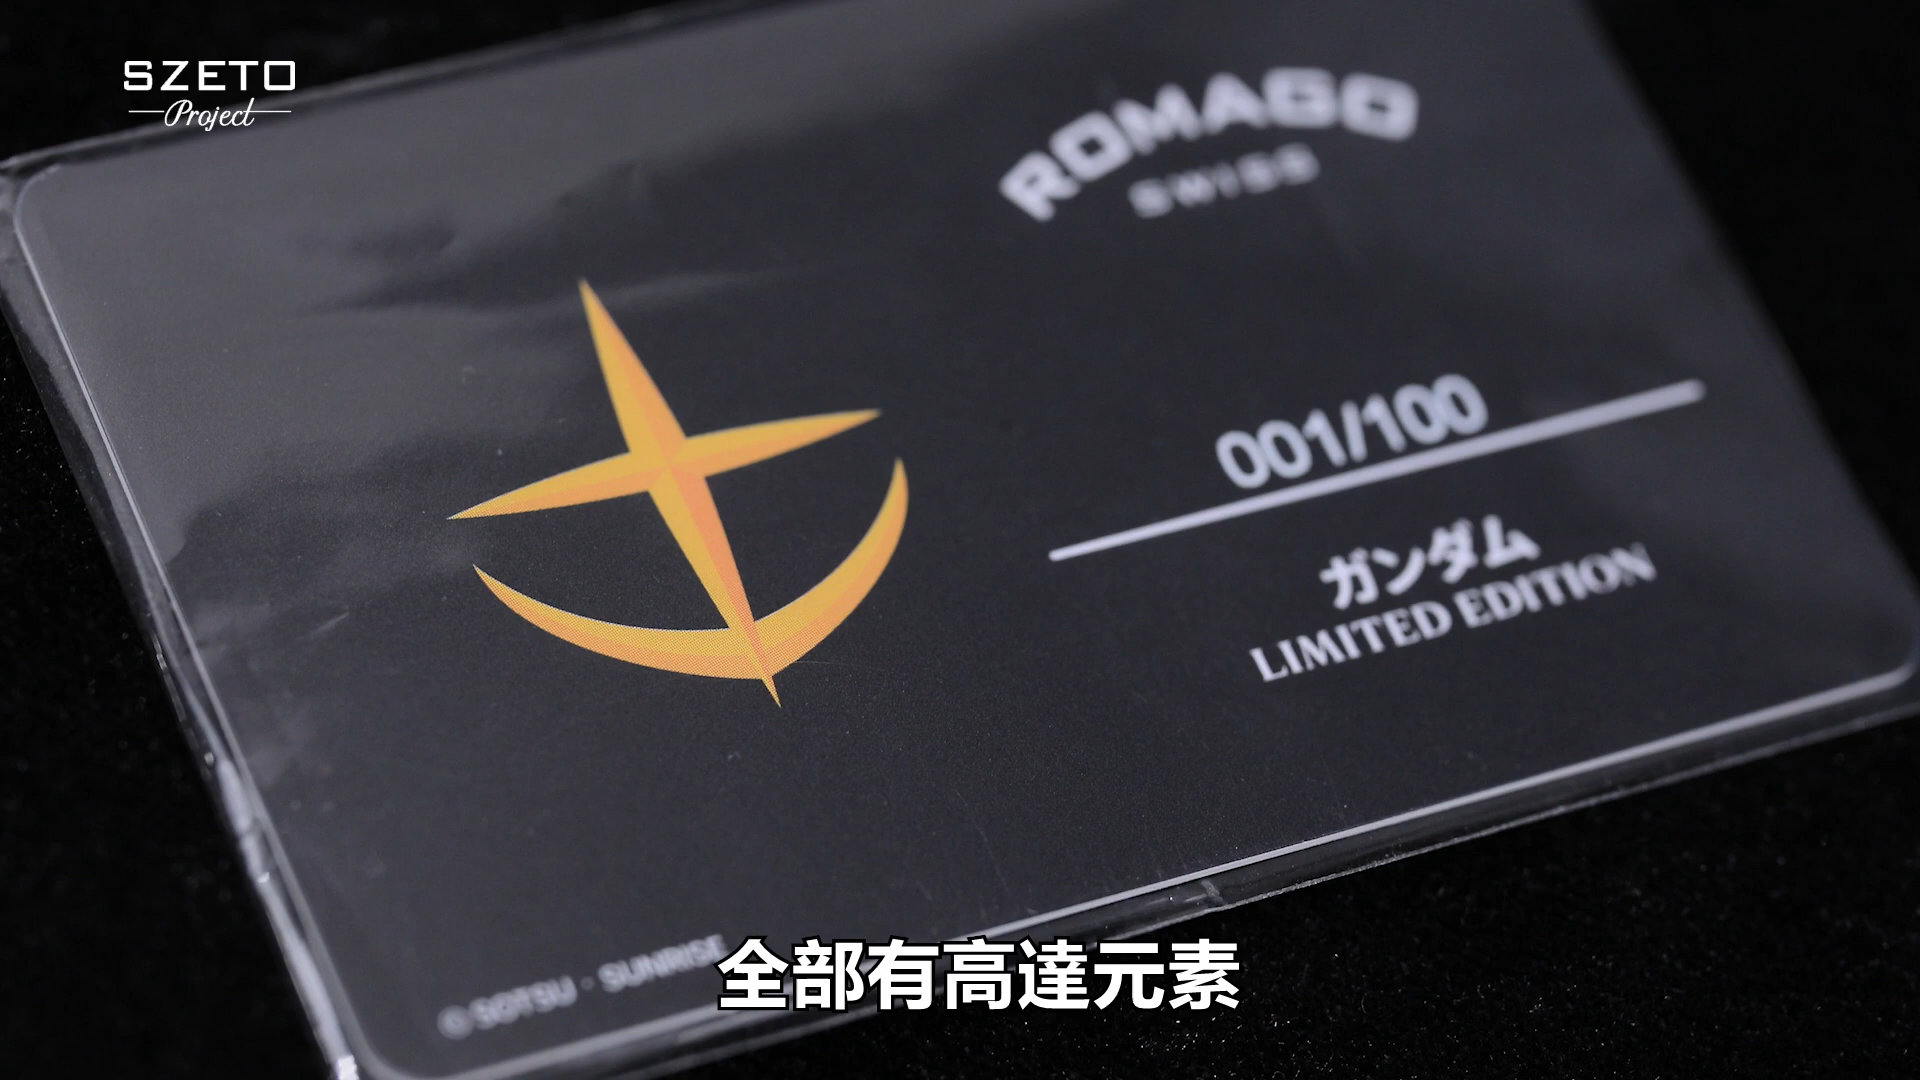 SZETO
Project
ROMAGO
SWISS
001/100
ガンダム
LIMITED EDITION
© SOTSU・SUNRISE
全部有高達元素